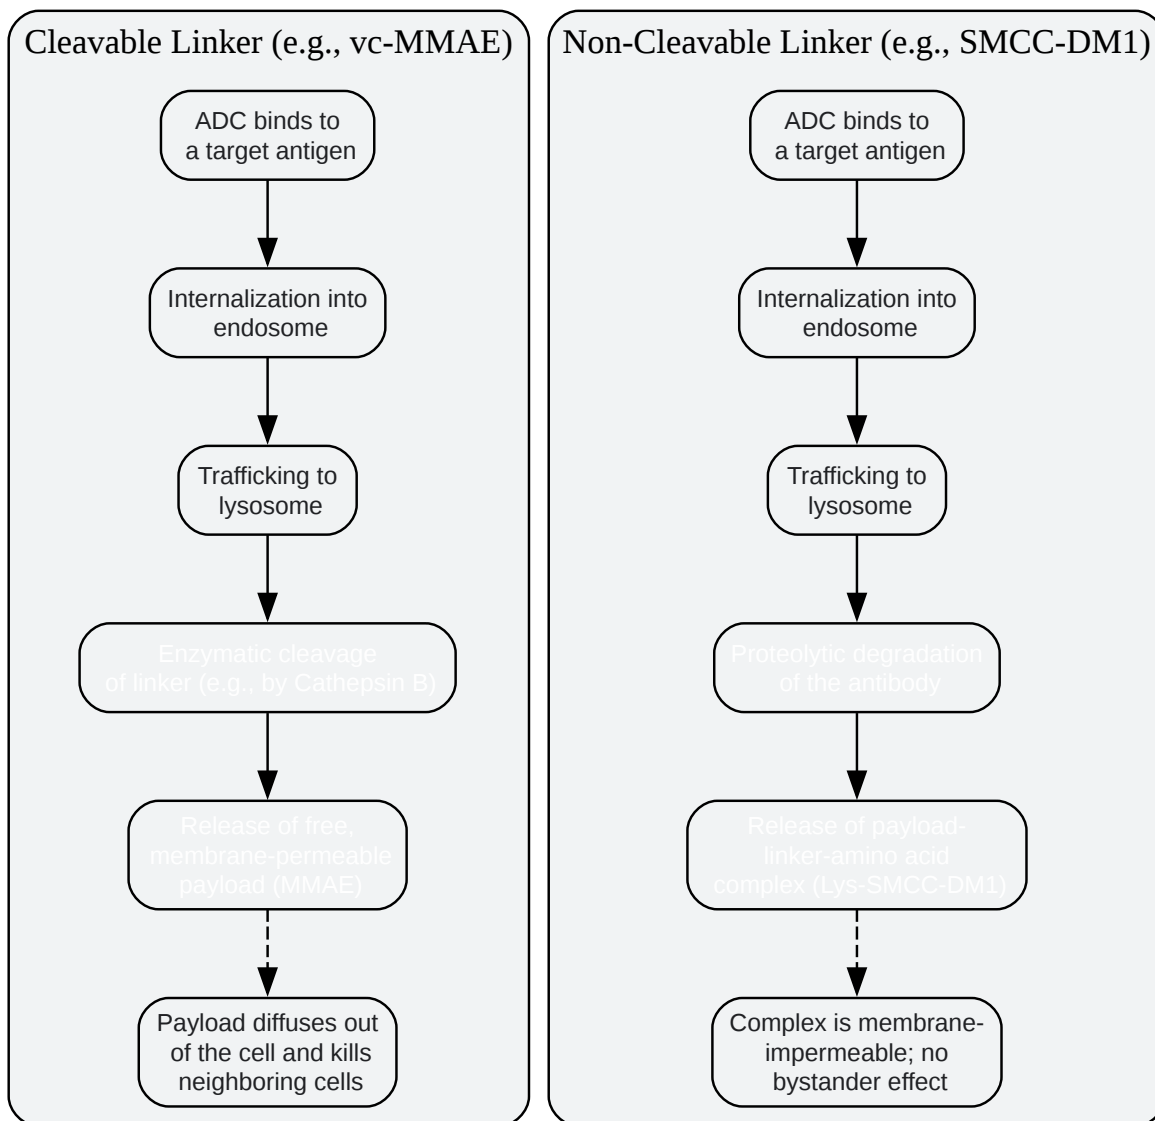 Cleavable Linker (e.g., vc-MMAE)
ADC binds to
a target antigen
Internalization into
endosome
Trafficking to
lysosome
Enzymatic cleavage
of linker (e.g., by Cathepsin B)
Release of free,
membrane-permeable
payload (MMAE)
Payload diffuses out
of the cell and kills
neighboring cells
Non-Cleavable Linker (e.g., SMCC-DM1)
ADC binds to
a target antigen
Internalization into
endosome
Trafficking to
lysosome
Proteolytic degradation
of the antibody
Release of payload-
linker-amino acid
complex (Lys-SMCC-DM1)
Complex is membrane-
impermeable; no
bystander effect